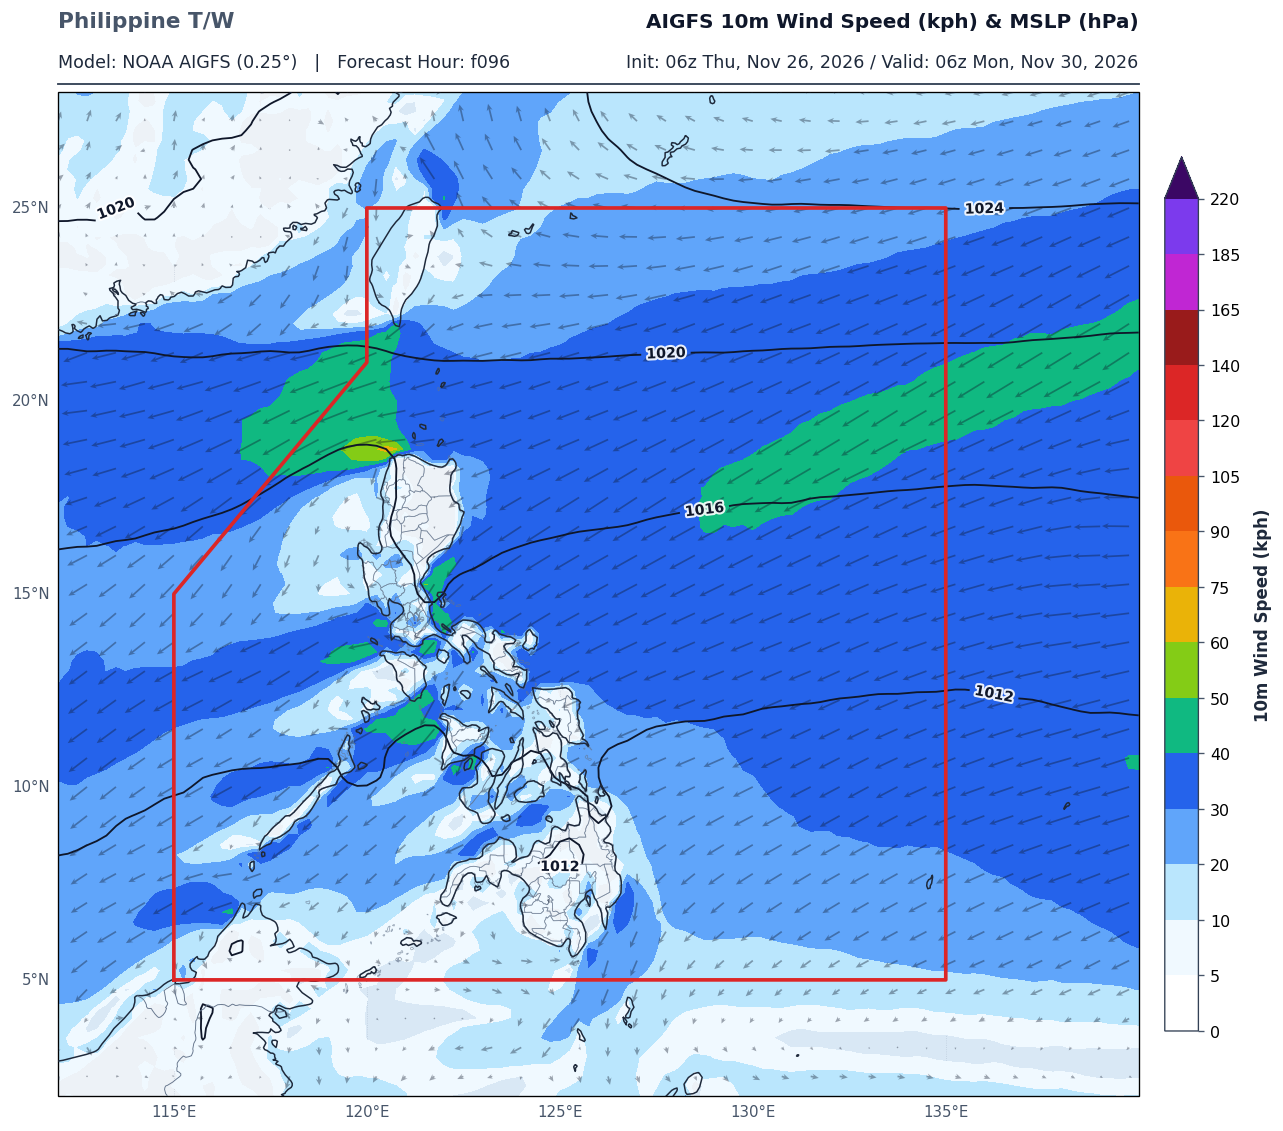 Philippine T/W
AIGFS 10m Wind Speed (kph) & MSLP (hPa)
Model: NOAA AIGFS (0.25°) | Forecast Hour: f096
Init: 06z Thu, Nov 26, 2026 / Valid: 06z Mon, Nov 30, 2026
1020
1024
1020
1016
1012
1012
25°N
20°N
15°N
10°N
5°N
115°E
120°E
125°E
130°E
135°E
220
185
165
140
120
105
90
75
60
50
40
30
20
10
5
0
10m Wind Speed (kph)